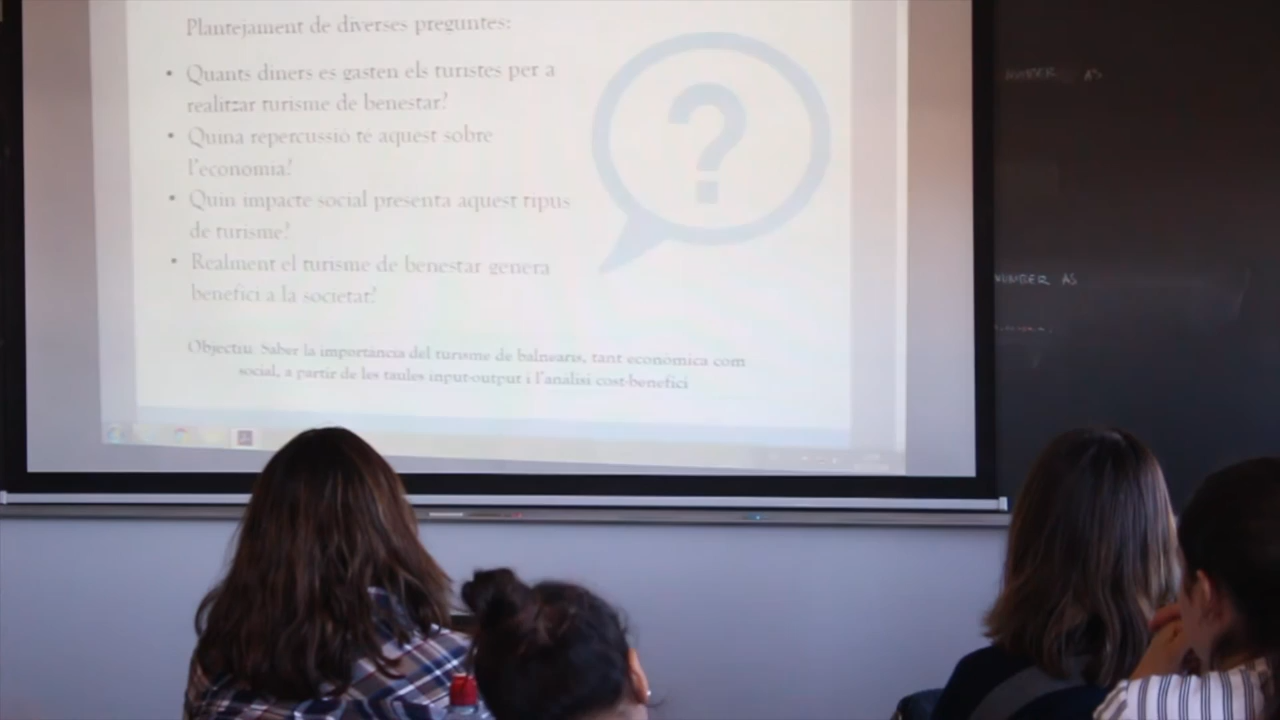 Plantejament de diverses preguntes:
• Quants diners es gasten els turistes per a
realitzar turisme de benestar?
• Quina repercussió té aquest sobre
l'economia?
• Quin impacte social presenta aquest tipus
de turisme?
• Realment el turisme de benestar genera
benefici a la societat?
Objectiu: Saber la importància del turisme de balnearis, tant econòmica com
social, a partir de les taules input-output i l'anàlisi cost-benefici
?
NUMBER AS
NUMBER AS